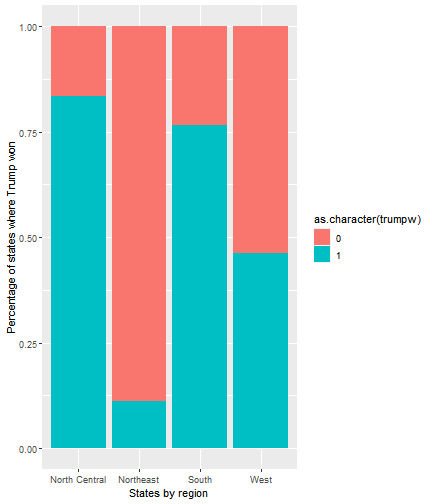 1.00
0.75
0.50
0.25
0.00
Percentage of states where Trump won
North Central Northeast South West
States by region
as.character(trumpw)
0
1